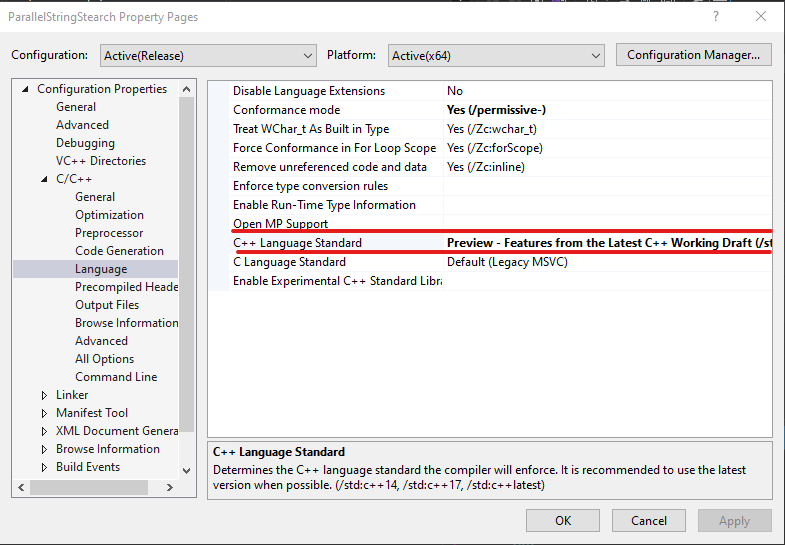 ParallelStringStearch Property Pages
? ×
Configuration: Active(Release) Platform: Active(x64) Configuration Manager...
Configuration Properties
General
Advanced
Debugging
VC++ Directories
C/C++
General
Optimization
Preprocessor
Code Generation
Language
Precompiled Heade
Output Files
Browse Information
Advanced
All Options
Command Line
Linker
Manifest Tool
XML Document Genera
Browse Information
Build Events
Disable Language Extensions No
Conformance mode Yes (/permissive-)
Treat WChar_t As Built in Type Yes (/Zc:wchar_t)
Force Conformance in For Loop Scope Yes (/Zc:forScope)
Remove unreferenced code and data Yes (/Zc:inline)
Enforce type conversion rules
Enable Run-Time Type Information
Open MP Support
C++ Language Standard Preview - Features from the Latest C++ Working Draft (/st
C Language Standard Default (Legacy MSVC)
Enable Experimental C++ Standard Libra
C++ Language Standard
Determines the C++ language standard the compiler will enforce. It is recommended to use the latest
version when possible. (/std:c++14, /std:c++17, /std:c++latest)
OK Cancel Apply